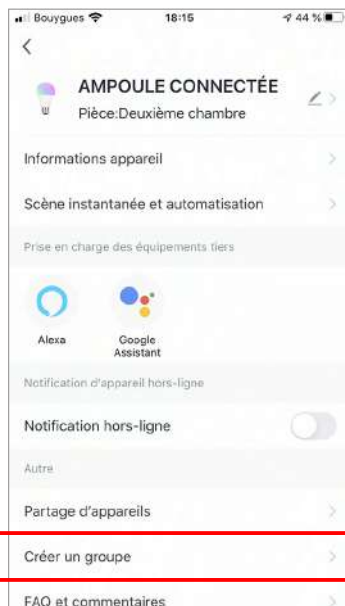 Bouygues 18:15 44 %
AMPOULE CONNECTÉE
Pièce:Deuxième chambre
Informations appareil
Scène instantanée et automatisation
Prise en charge des équipements tiers
Alexa
Google
Assistant
Notification d'appareil hors-ligne
Notification hors-ligne
Autre
Partage d'appareils
Créer un groupe
FAQ et commentaires